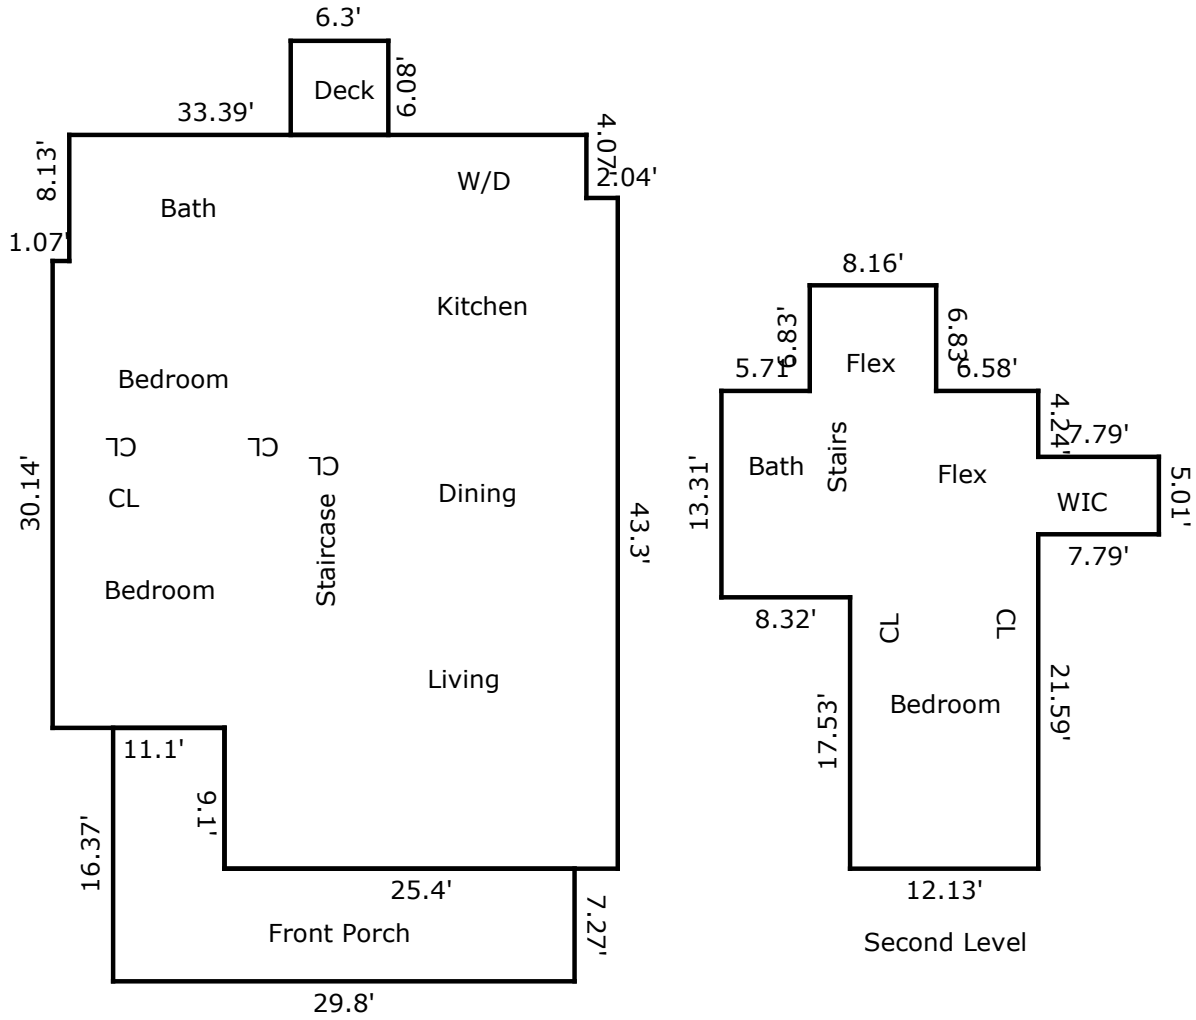 6.3'
Deck
6.08'
33.39'
4.07'
2.04'
8.13'
W/D
Bath
1.07'
Kitchen
Bedroom
CL
CL
CL
CL
30.14'
Staircase
Dining
43.3'
Bedroom
Living
11.1'
9.1'
16.37'
25.4'
7.27'
Front Porch
29.8'
8.16'
6.83'
6.83'
Flex
5.71'
6.58'
4.24'
7.79'
Bath
Stairs
Flex
WIC
5.01'
13.31'
7.79'
8.32'
CL
CL
Bedroom
21.59'
17.53'
12.13'
Second Level